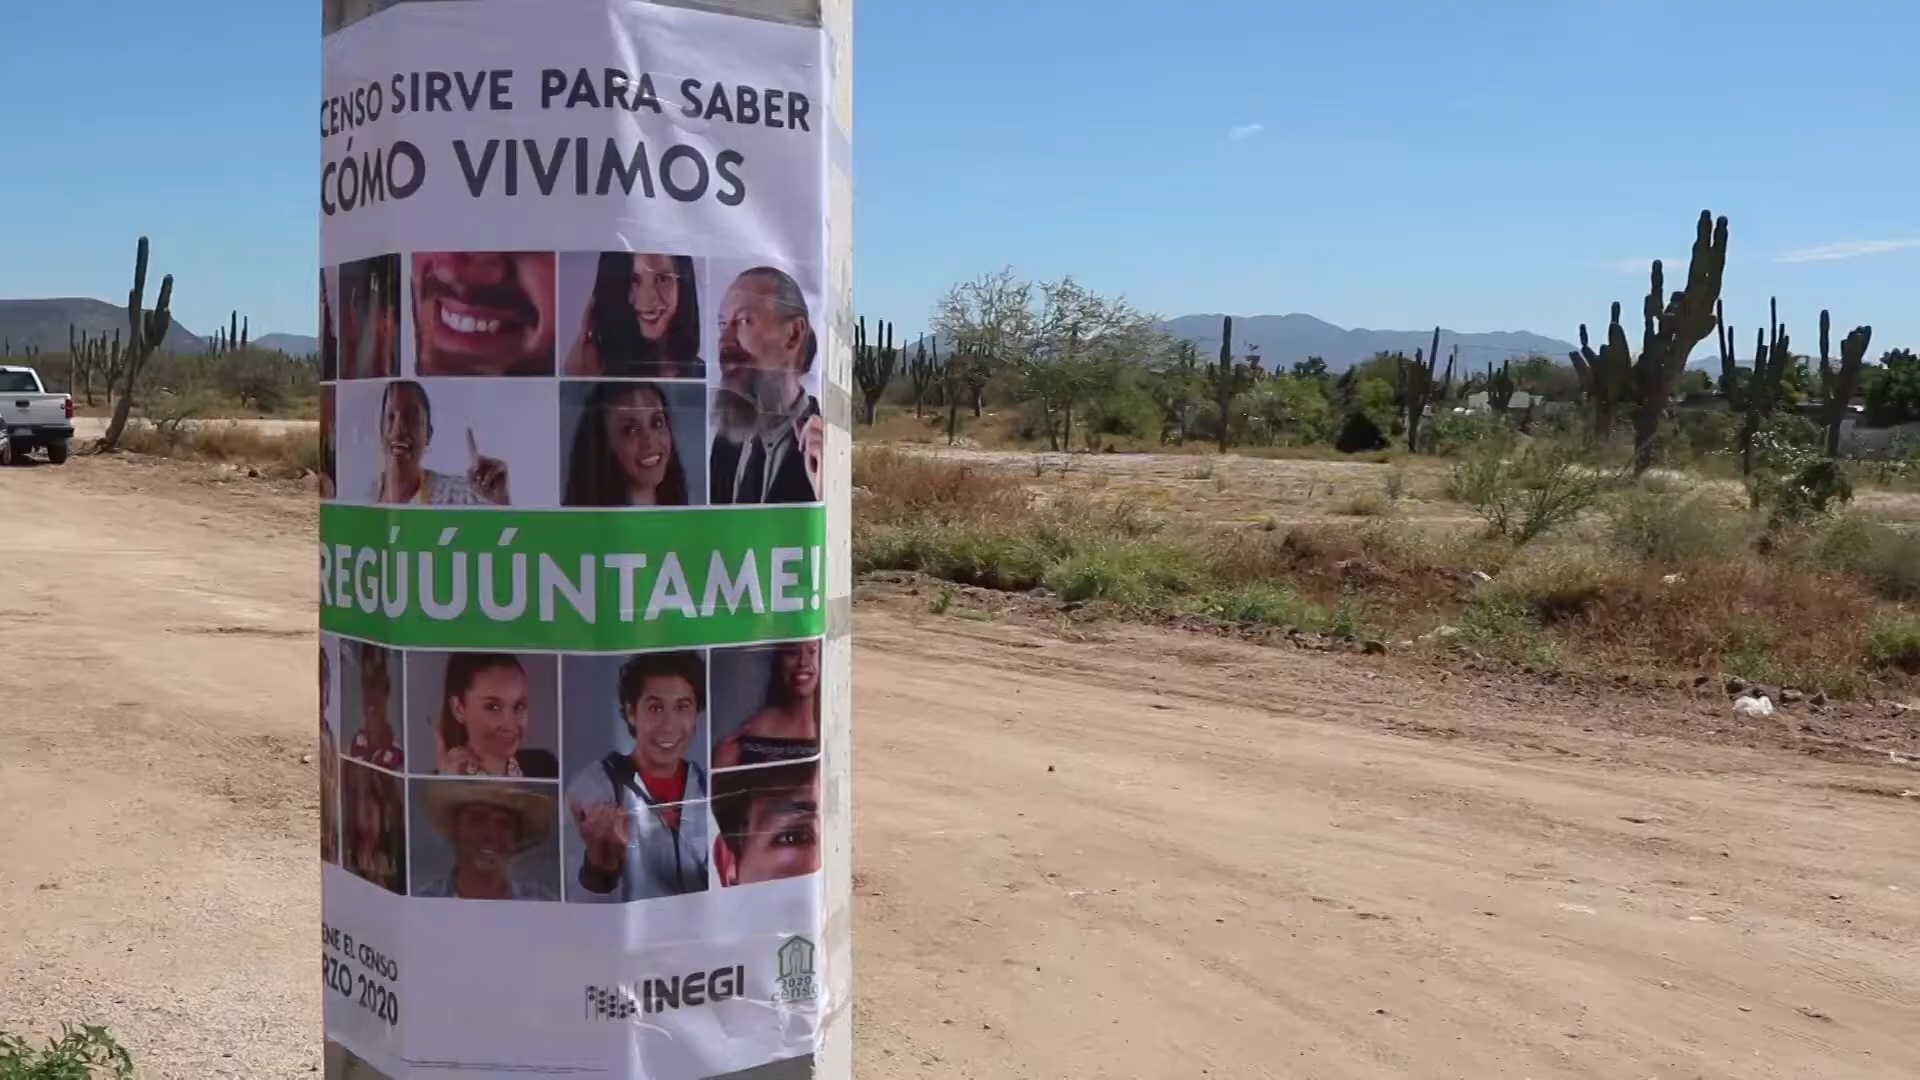 CENSO SIRVE PARA SABER
CÓMO VIVIMOS
REGÚÚÚNTAME!
ENE EL CENSO
RZO 2020
INEGI
2020
censo